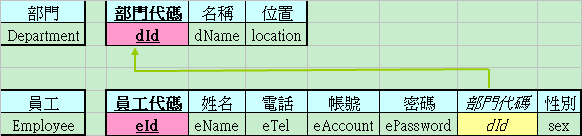 部門 部門代碼 名稱 位置
Department dId dName location
員工 員工代碼 姓名 電話 帳號 密碼 部門代碼 性別
Employee eId eName eTel eAccount ePassword dId sex